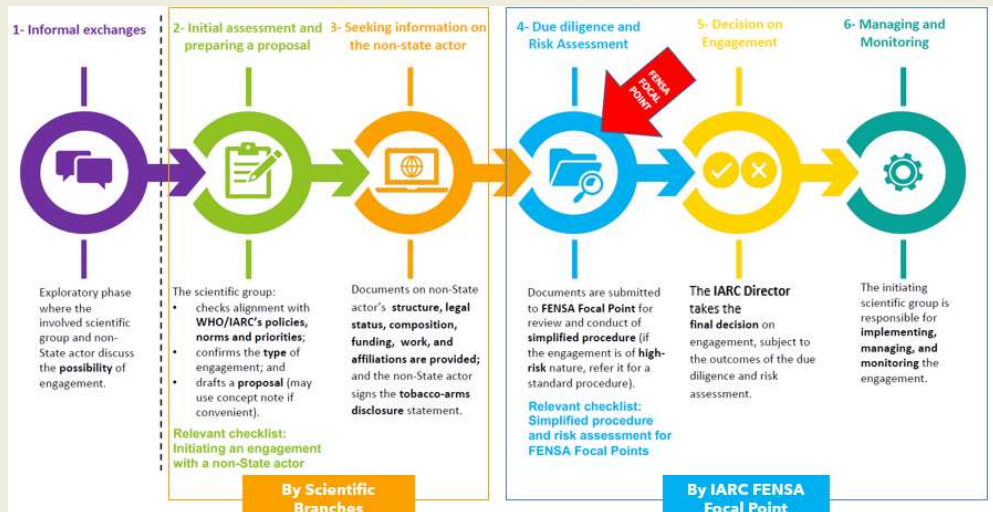 1- Informal exchanges
2- Initial assessment and
preparing a proposal
3- Seeking information on
the non-state actor
4- Due diligence and
Risk Assessment
5- Decision on
Engagement
6- Managing and
Monitoring
FENSA
FOCAL
POINT
Exploratory phase
where the
involved scientific
group and non-
State actor discuss
the possibility of
engagement.
The scientific group:
• checks alignment with
WHO/IARC's policies,
norms and priorities;
• confirms the type of
engagement; and
• drafts a proposal (may
use concept note if
convenient).
Relevant checklist:
Initiating an engagement
with a non-State actor
Documents on non-State
actor's structure, legal
status, composition,
funding, work, and
affiliations are provided;
and the non-State actor
signs the tobacco-arms
disclosure statement.
Documents are submitted
to FENSA Focal Point for
review and conduct of
simplified procedure (if
the engagement is of high-
risk nature, refer it for a
standard procedure).
Relevant checklist:
Simplified procedure
and risk assessment for
FENSA Focal Points
The IARC Director
takes the
final decision on
engagement, subject to
the outcomes of the due
diligence and risk
assessment.
The initiating
scientific group is
responsible for
implementing,
managing, and
monitoring the
engagement.
By Scientific
Branches
By IARC FENSA
Focal Point